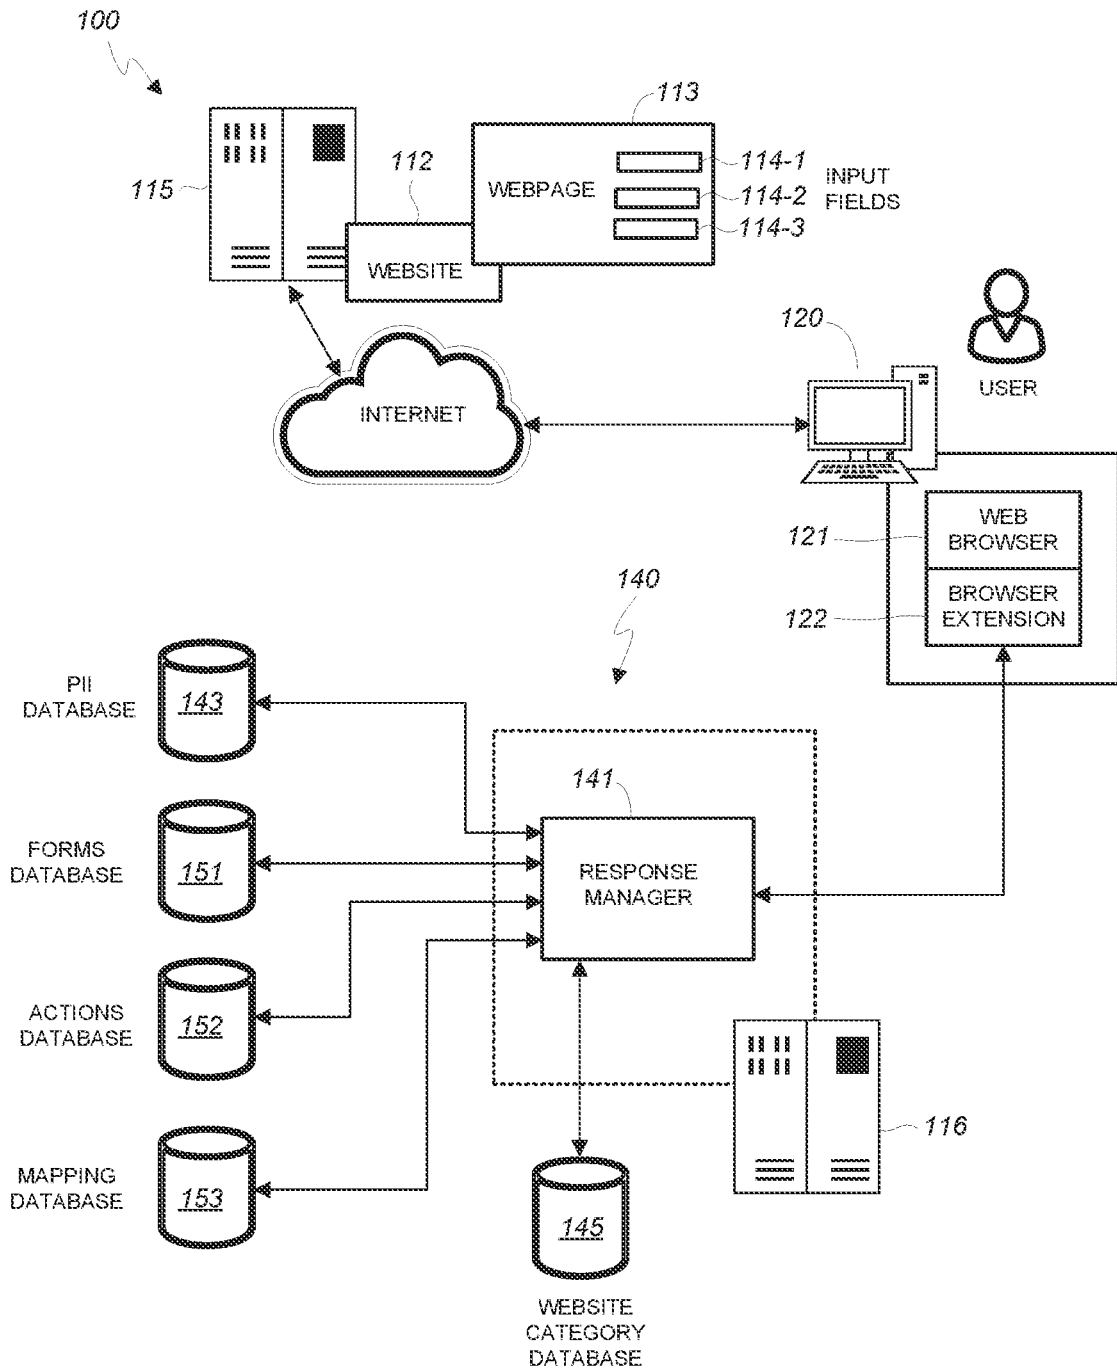 100
113
112
115
WEBPAGE
114-1
114-2
114-3
INPUT
FIELDS
WEBSITE
120
USER
INTERNET
121
WEB
BROWSER
122
BROWSER
EXTENSION
140
PII
DATABASE
143
141
FORMS
DATABASE
151
RESPONSE
MANAGER
ACTIONS
DATABASE
152
116
MAPPING
DATABASE
153
145
WEBSITE
CATEGORY
DATABASE